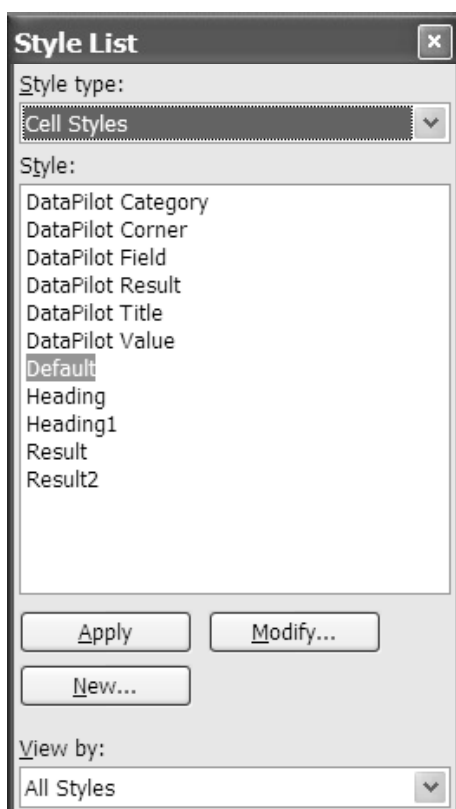 Style List
Style type:
Cell Styles
Style:
DataPilot Category
DataPilot Corner
DataPilot Field
DataPilot Result
DataPilot Title
DataPilot Value
Default
Heading
Heading1
Result
Result2
Apply Modify...
New...
View by:
All Styles